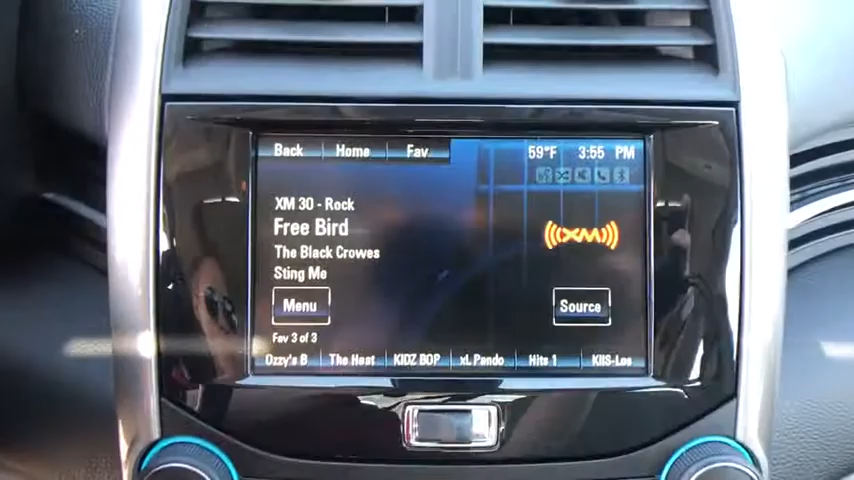 Back Home Fav 59°F 3:55 PM
XM 30 - Rock
Free Bird
The Black Crowes
Sting Me
XM
Menu Source
Fav 3 of 3
Ozzy's B The Heat KIDZ BOP xL Pando Hits 1 KIIS-Los